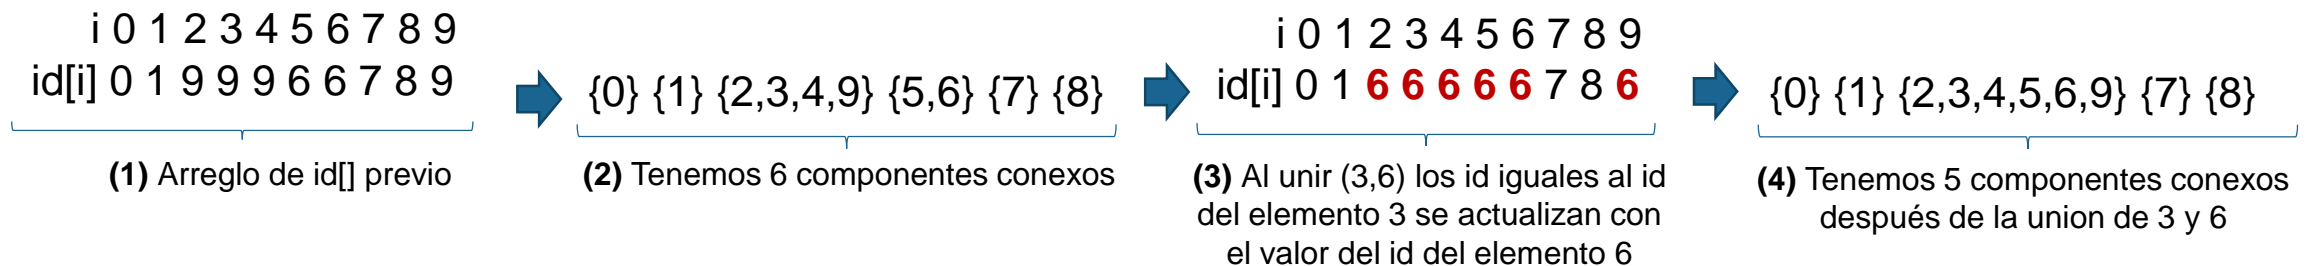 i 0 1 2 3 4 5 6 7 8 9
id[i] 0 1 9 9 9 6 6 7 8 9
(1) Arreglo de id[] previo
{0} {1} {2,3,4,9} {5,6} {7} {8}
(2) Tenemos 6 componentes conexos
i 0 1 2 3 4 5 6 7 8 9
id[i] 0 1 6 6 6 6 6 7 8 6
(3) Al unir (3,6) los id iguales al id
del elemento 3 se actualizan con
el valor del id del elemento 6
{0} {1} {2,3,4,5,6,9} {7} {8}
(4) Tenemos 5 componentes conexos
después de la union de 3 y 6